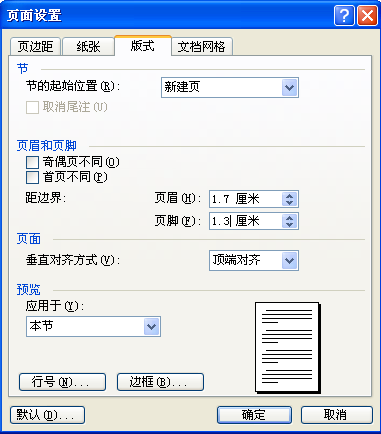 页面设置
页边距 纸张 版式 文档网格
节
节的起始位置(R): 新建页
取消尾注(U)
页眉和页脚
奇偶页不同(O)
首页不同(P)
距边界: 页眉(H): 1.7 厘米
页脚(F): 1.3 厘米
页面
垂直对齐方式(V): 顶端对齐
预览
应用于(Y):
本节
行号(N)... 边框(B)...
默认(D)... 确定 取消